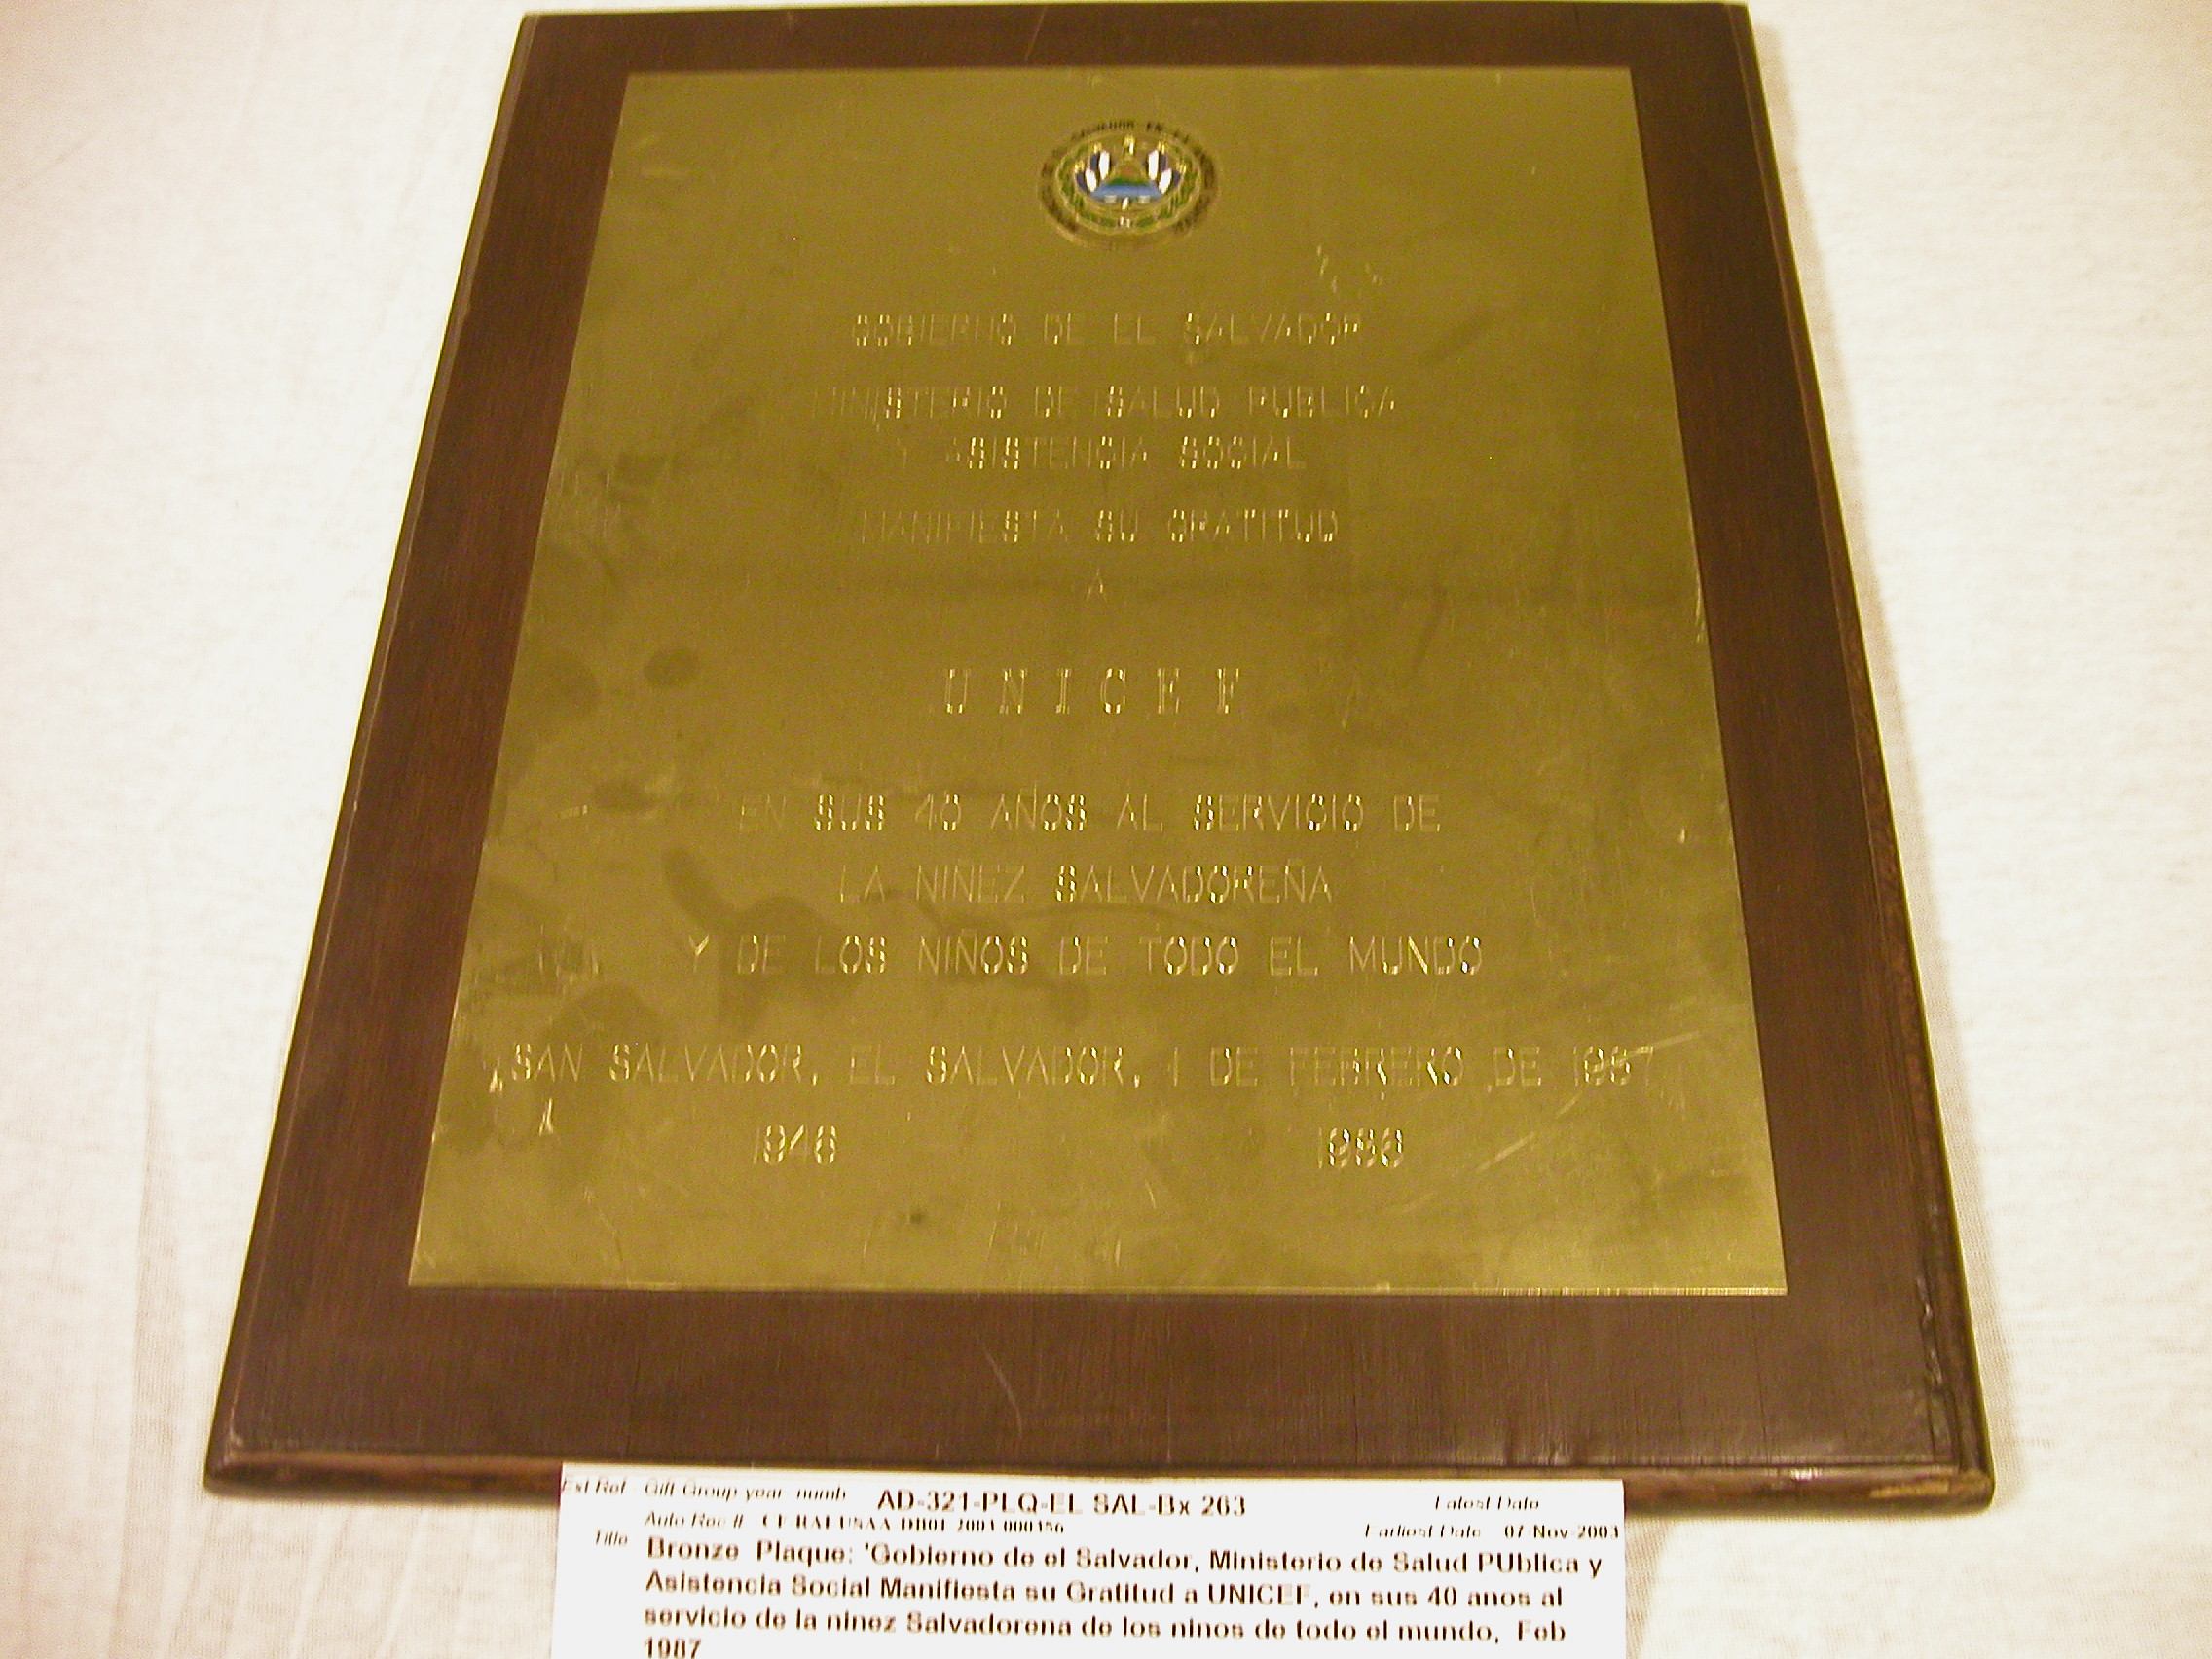 GOBIERNO DE EL SALVADOR
MINISTERIO DE SALUD PUBLICA
Y ASISTENCIA SOCIAL
MANIFIESTA SU GRATITUD
A
UNICEF
EN SUS 40 AÑOS AL SERVICIO DE
LA NIÑEZ SALVADOREÑA
Y DE LOS NIÑOS DE TODO EL MUNDO
SAN SALVADOR, EL SALVADOR, 1 DE FEBRERO DE 1987
1946 1986
Ext Ref Gift Group year numb AD-321-PLQ-EL SAL-Bx 263 Latest Date
Auto Rec # Earliest Date 07-Nov-2003
Title Bronze Plaque: 'Gobierno de el Salvador, Ministerio de Salud PUblica y
Asistencia Social Manifiesta su Gratitud a UNICEF, en sus 40 anos al
servicio de la ninez Salvadorena de los ninos de todo el mundo, Feb
1987